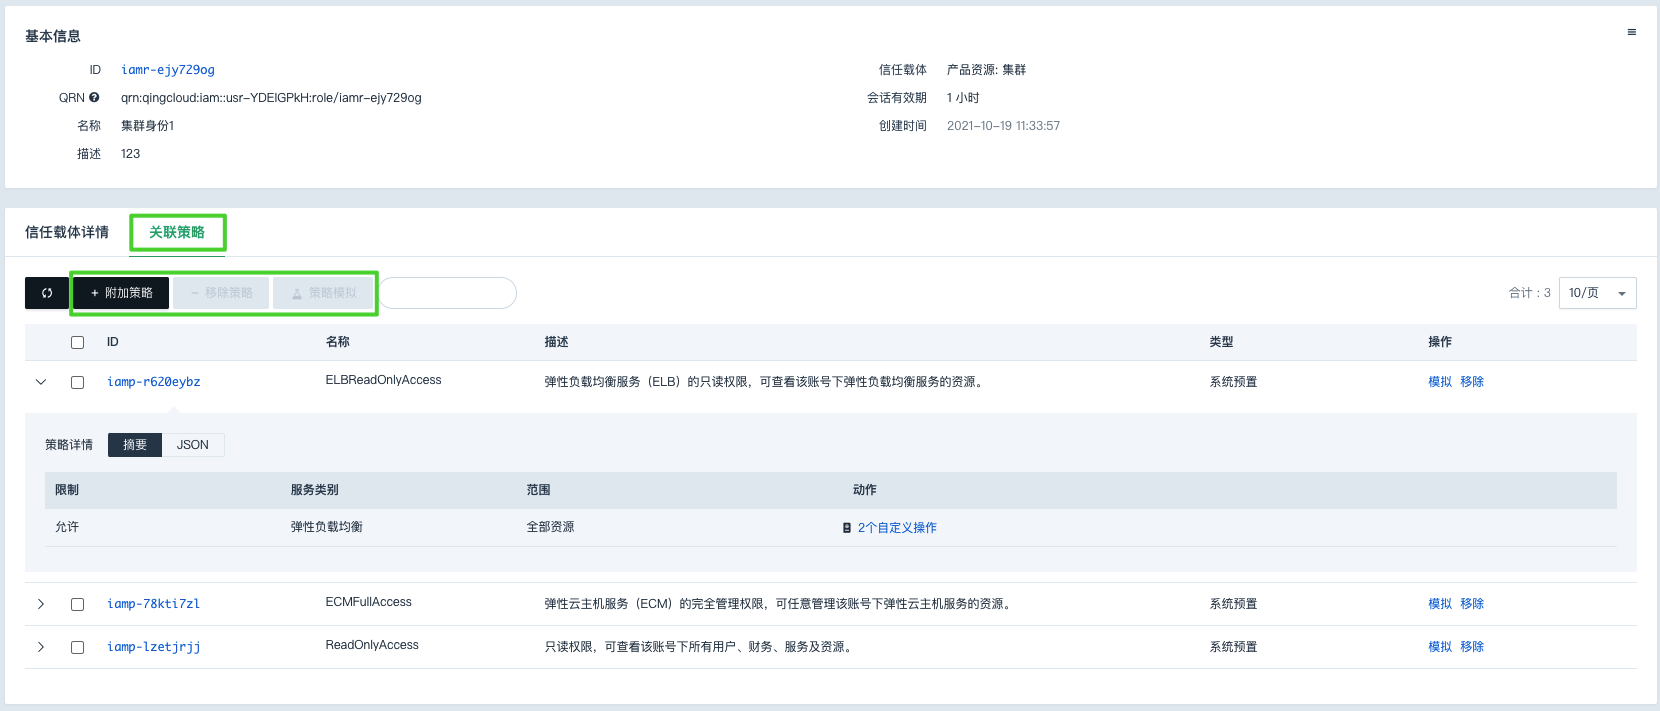 基本信息
ID iamr-ejy729og
信任载体 产品资源: 集群
QRN qrn:qingcloud:iam::usr-YDEIGPkH:role/iamr-ejy729og
会话有效期 1 小时
名称 集群身份1
创建时间 2021-10-19 11:33:57
描述 123
信任载体详情 关联策略
+ 附加策略 − 移除策略 策略模拟 合计 : 3 10/页
ID 名称 描述 类型 操作
iamp-r620eybz ELBReadOnlyAccess 弹性负载均衡服务（ELB）的只读权限，可查看该账号下弹性负载均衡服务的资源。 系统预置 模拟 移除
策略详情 摘要 JSON
限制 服务类别 范围 动作
允许 弹性负载均衡 全部资源 2个自定义操作
iamp-78kti7zl ECMFullAccess 弹性云主机服务（ECM）的完全管理权限，可任意管理该账号下弹性云主机服务的资源。 系统预置 模拟 移除
iamp-lzetjrjj ReadOnlyAccess 只读权限，可查看该账号下所有用户、财务、服务及资源。 系统预置 模拟 移除